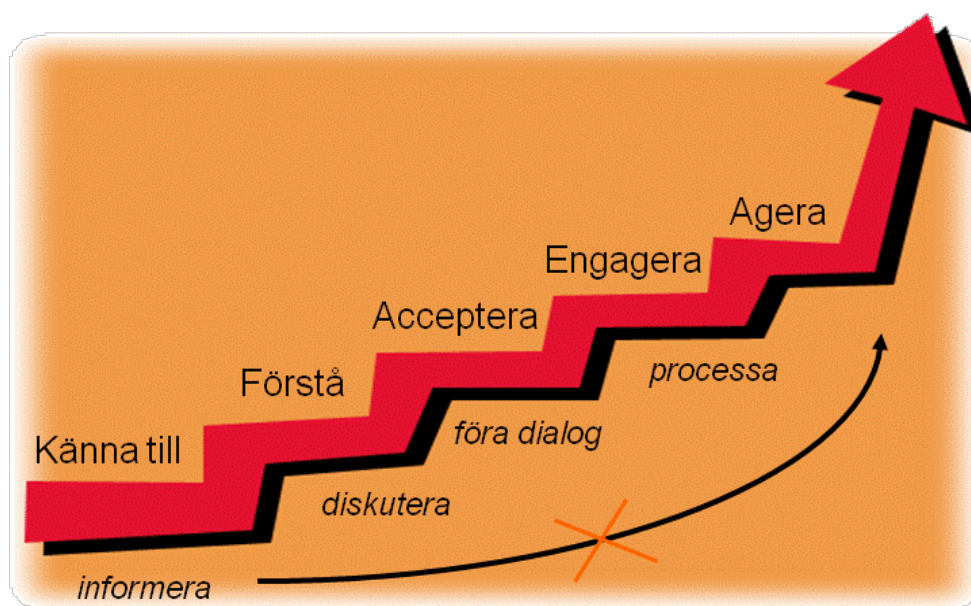 Agera
Engagera
Acceptera
Förstå
Känna till
processa
föra dialog
diskutera
informera